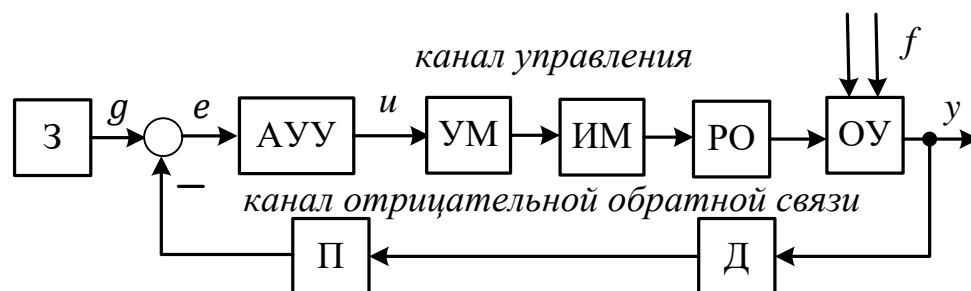 канал управления
f
З
g
e
АУУ
u
УМ
ИМ
РО
ОУ
y
−
канал отрицательной обратной связи
П
Д